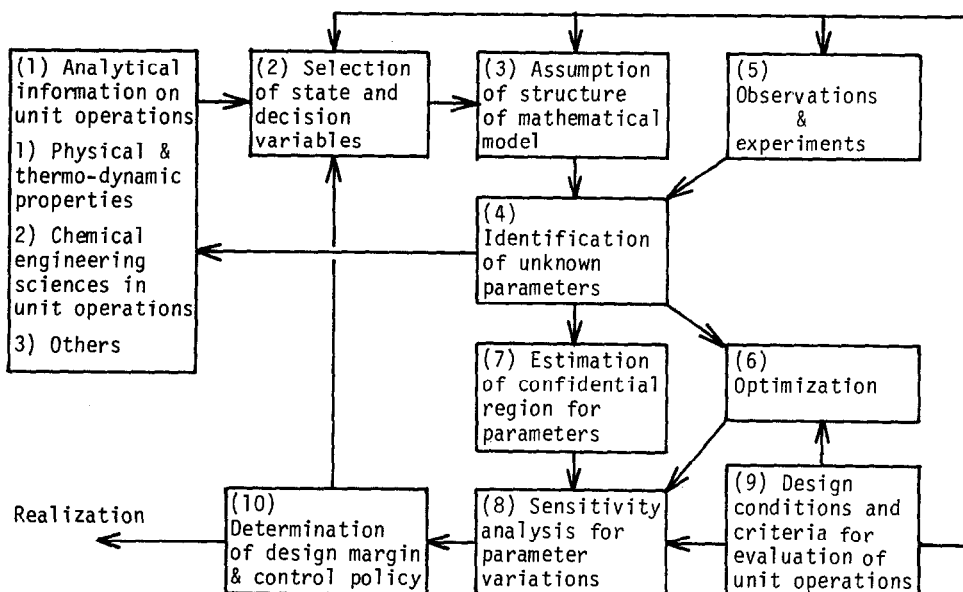 (1) Analytical
information on
unit operations
1) Physical &
thermo-dynamic
properties
2) Chemical
engineering
sciences in
unit operations
3) Others
(2) Selection
of state and
decision
variables
(3) Assumption
of structure
of mathematical
model
(5)
Observations
&
experiments
(4)
Identification
of unknown
parameters
(7) Estimation
of confidential
region for
parameters
(6)
Optimization
Realization
(10)
Determination
of design margin
& control policy
(8) Sensitivity
analysis for
parameter
variations
(9) Design
conditions and
criteria for
evaluation of
unit operations